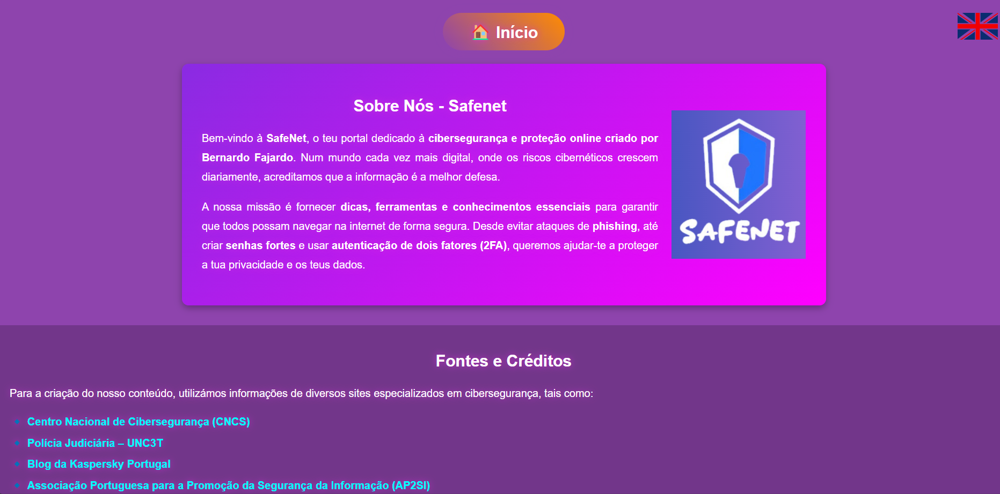 🏠 Início
Sobre Nós - Safenet
Bem-vindo à SafeNet, o teu portal dedicado à cibersegurança e proteção online criado por
Bernardo Fajardo. Num mundo cada vez mais digital, onde os riscos cibernéticos crescem
diariamente, acreditamos que a informação é a melhor defesa.
A nossa missão é fornecer dicas, ferramentas e conhecimentos essenciais para garantir
que todos possam navegar na internet de forma segura. Desde evitar ataques de phishing, até
criar senhas fortes e usar autenticação de dois fatores (2FA), queremos ajudar-te a proteger
a tua privacidade e os teus dados.
SAFENET
Fontes e Créditos
Para a criação do nosso conteúdo, utilizámos informações de diversos sites especializados em cibersegurança, tais como:
Centro Nacional de Cibersegurança (CNCS)
Polícia Judiciária – UNC3T
Blog da Kaspersky Portugal
Associação Portuguesa para a Promoção da Segurança da Informação (AP2SI)